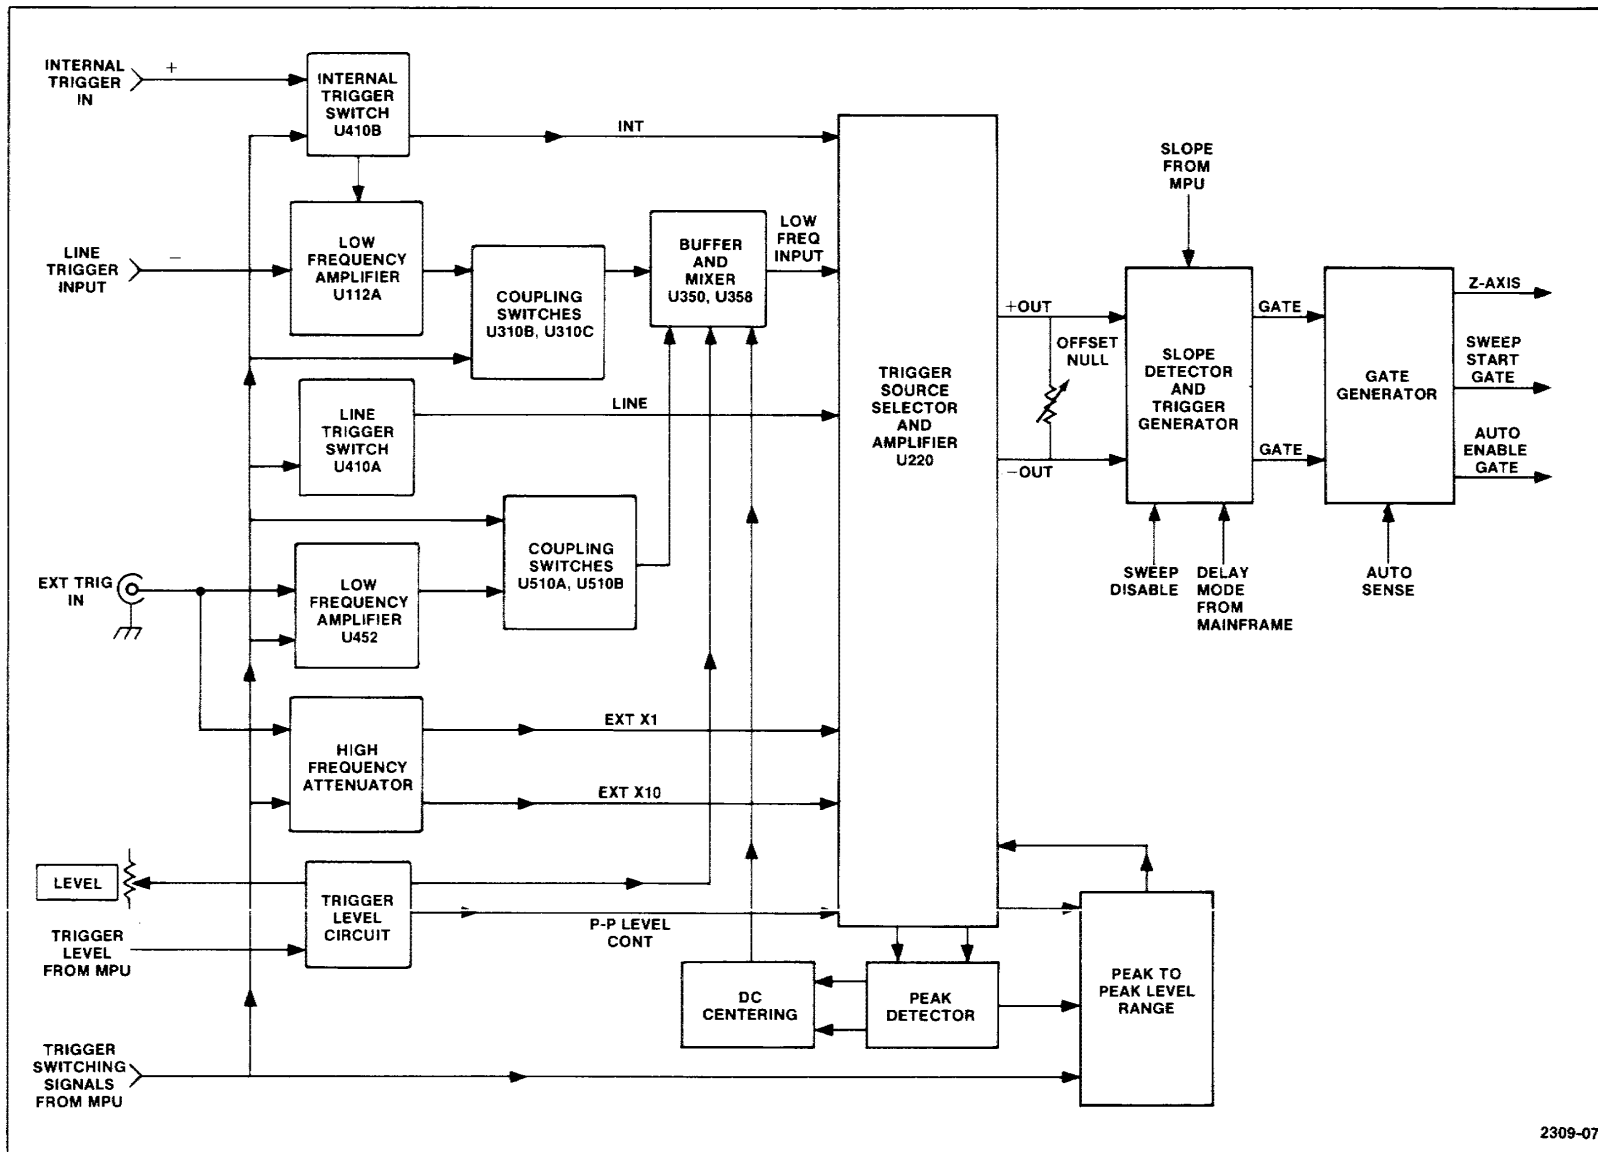 INTERNAL
TRIGGER
IN
+
INTERNAL
TRIGGER
SWITCH
U410B
INT
LINE
TRIGGER
INPUT
−
LOW
FREQUENCY
AMPLIFIER
U112A
COUPLING
SWITCHES
U310B, U310C
BUFFER
AND
MIXER
U350, U358
LOW
FREQ
INPUT
LINE
TRIGGER
SWITCH
U410A
LINE
EXT TRIG
IN
LOW
FREQUENCY
AMPLIFIER
U452
COUPLING
SWITCHES
U510A, U510B
HIGH
FREQUENCY
ATTENUATOR
EXT X1
EXT X10
LEVEL
TRIGGER
LEVEL
FROM MPU
TRIGGER
LEVEL
CIRCUIT
P-P LEVEL
CONT
TRIGGER
SWITCHING
SIGNALS
FROM MPU
TRIGGER
SOURCE
SELECTOR
AND
AMPLIFIER
U220
DC
CENTERING
PEAK
DETECTOR
PEAK TO
PEAK LEVEL
RANGE
+OUT
OFFSET
NULL
−OUT
SLOPE
FROM
MPU
SLOPE
DETECTOR
AND
TRIGGER
GENERATOR
SWEEP
DISABLE
DELAY
MODE
FROM
MAINFRAME
GATE
GATE
GATE
GENERATOR
AUTO
SENSE
Z-AXIS
SWEEP
START
GATE
AUTO
ENABLE
GATE
2309-07